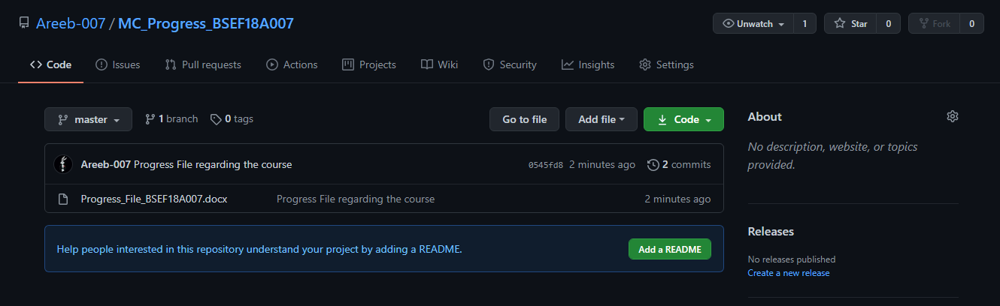 Areeb-007 / MC_Progress_BSEF18A007
Unwatch 1 Star 0 Fork 0
Code Issues Pull requests Actions Projects Wiki Security Insights Settings
master 1 branch 0 tags Go to file Add file Code
Areeb-007 Progress File regarding the course 0545fd8 2 minutes ago 2 commits
Progress_File_BSEF18A007.docx Progress File regarding the course 2 minutes ago
Help people interested in this repository understand your project by adding a README. Add a README
About
No description, website, or topics
provided.
Releases
No releases published
Create a new release